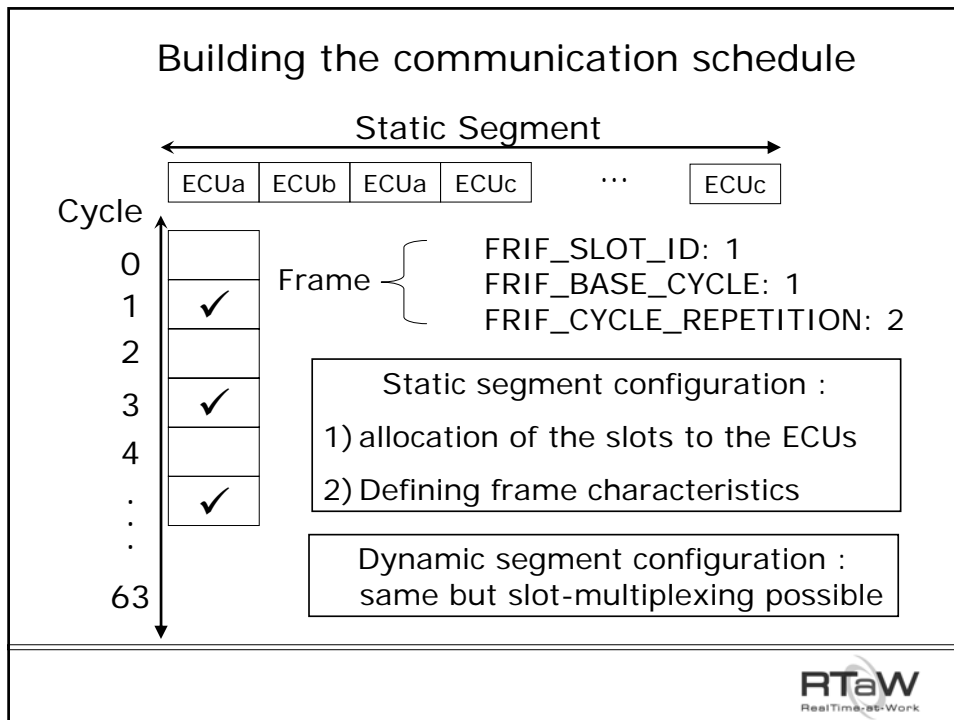 Building the communication schedule
Static Segment
ECUa ECUb ECUa ECUc ... ECUc
Cycle
0
1 ✓
2
3 ✓
4
. ✓
.
.
63
Frame
FRIF_SLOT_ID: 1
FRIF_BASE_CYCLE: 1
FRIF_CYCLE_REPETITION: 2
Static segment configuration :
1) allocation of the slots to the ECUs
2) Defining frame characteristics
Dynamic segment configuration :
same but slot-multiplexing possible
RTaW
RealTime-at-Work